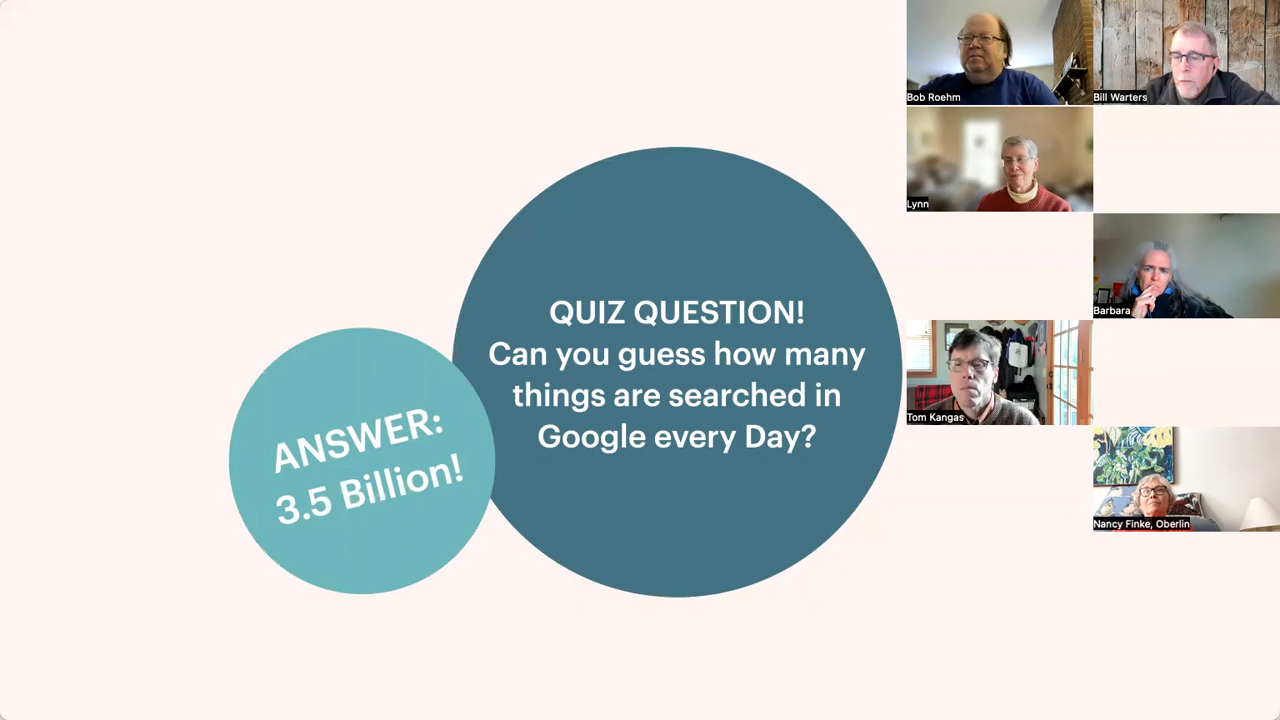 QUIZ QUESTION!
Can you guess how many
things are searched in
Google every Day?
ANSWER:
3.5 Billion!
Bob Roehm
Bill Warters
Lynn
Barbara
Tom Kangas
Nancy Finke, Oberlin